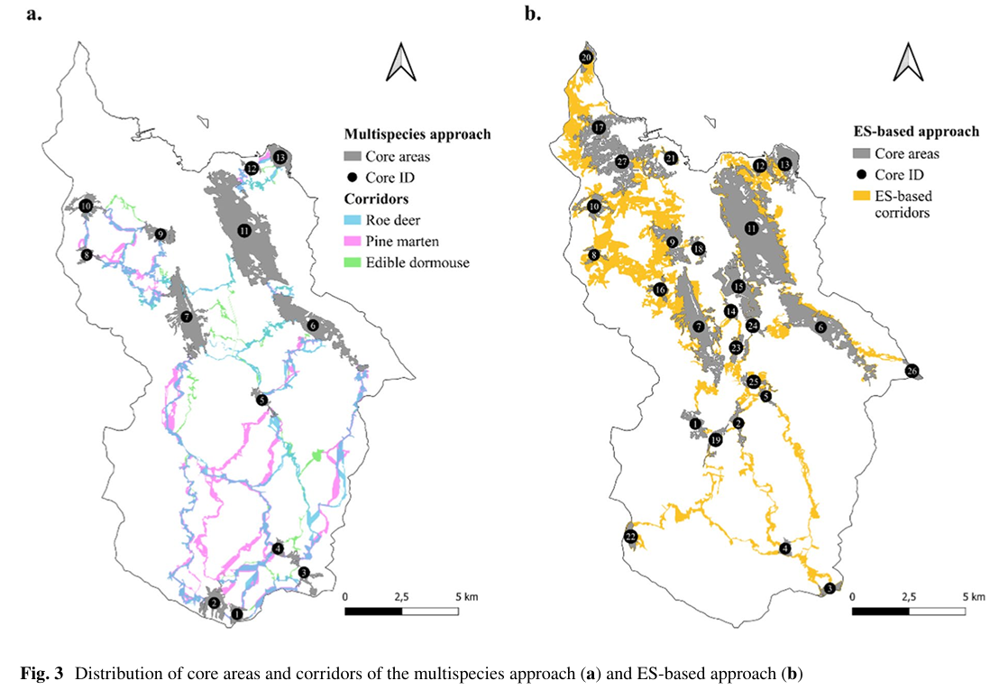 a.
b.
Multispecies approach
Core areas
Core ID
Corridors
Roe deer
Pine marten
Edible dormouse
13
12
10
9
11
8
7
6
5
4
3
2
1
0
2,5
5 km
ES-based approach
Core areas
Core ID
ES-based
corridors
20
17
27
21
12
13
10
11
9
18
8
16
15
14
7
24
6
23
26
25
5
1
2
19
22
4
3
0
2,5
5 km
Fig. 3 Distribution of core areas and corridors of the multispecies approach (a) and ES-based approach (b)